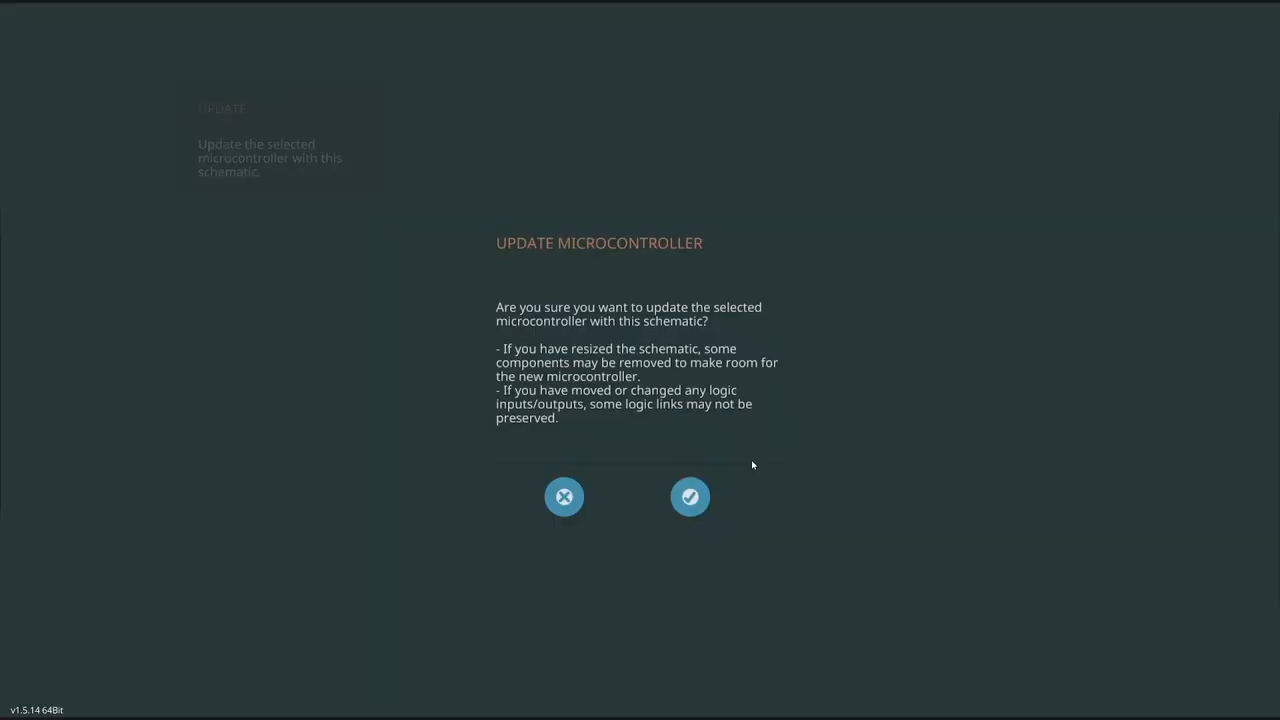 UPDATE
Update the selected
microcontroller with this
schematic.
UPDATE MICROCONTROLLER
Are you sure you want to update the selected
microcontroller with this schematic?
- If you have resized the schematic, some
components may be removed to make room for
the new microcontroller.
- If you have moved or changed any logic
inputs/outputs, some logic links may not be
preserved.
v1.5.14 64Bit